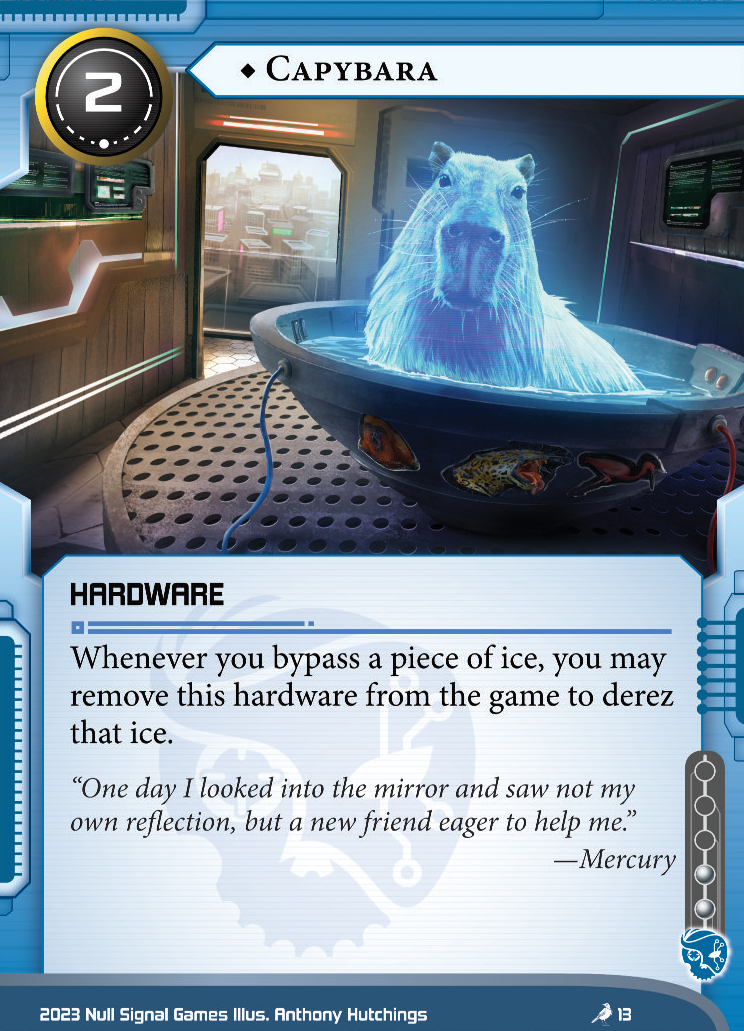 2
◆ CAPYBARA
HARDWARE
Whenever you bypass a piece of ice, you may
remove this hardware from the game to derez
that ice.
“One day I looked into the mirror and saw not my
own reflection, but a new friend eager to help me.”
—Mercury
2023 Null Signal Games Illus. Anthony Hutchings
13